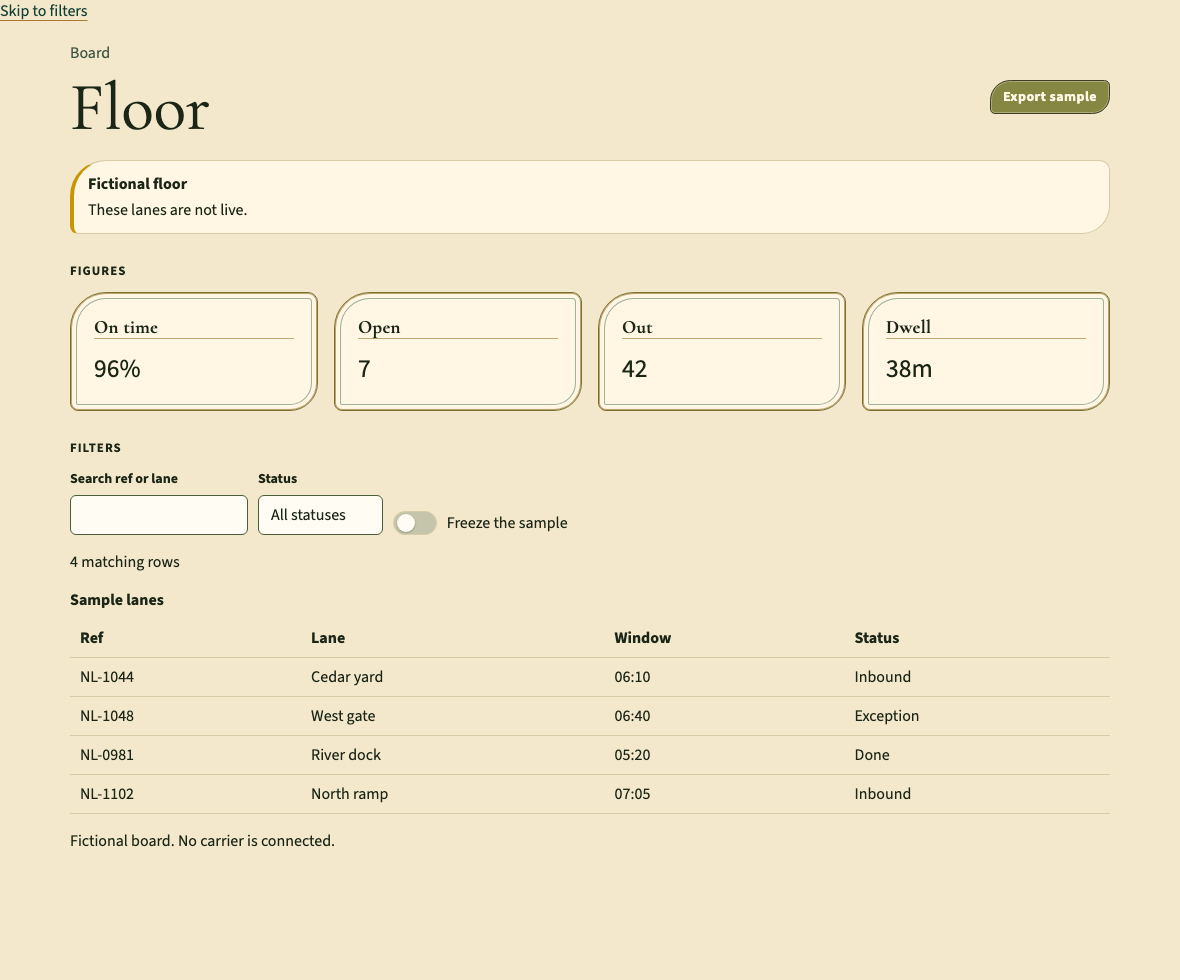 Skip to filters
Board
Floor
Export sample
Fictional floor
These lanes are not live.
FIGURES
On time
96%
Open
7
Out
42
Dwell
38m
FILTERS
Search ref or lane
Status
All statuses
Freeze the sample
4 matching rows
Sample lanes
Ref Lane Window Status
NL-1044 Cedar yard 06:10 Inbound
NL-1048 West gate 06:40 Exception
NL-0981 River dock 05:20 Done
NL-1102 North ramp 07:05 Inbound
Fictional board. No carrier is connected.